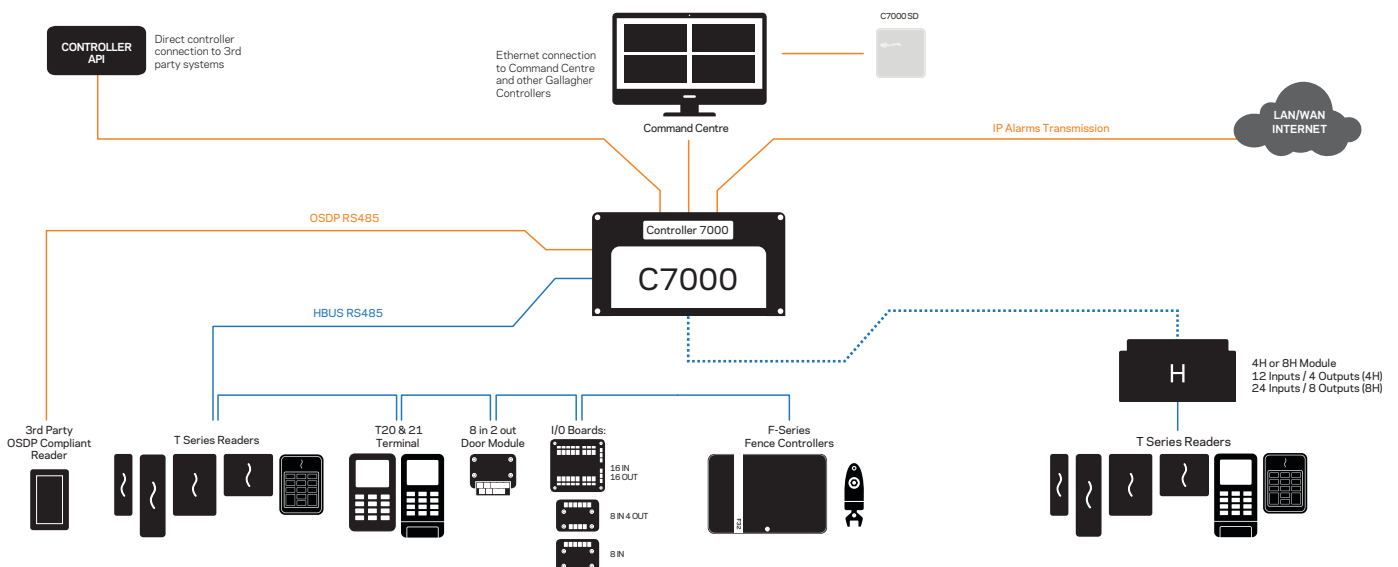 C7000 SD
CONTROLLER
API
Direct controller
connection to 3rd
party systems
Ethernet connection
to Command Centre
and other Gallagher
Controllers
Command Centre
IP Alarms Transmission
LAN/WAN
INTERNET
OSDP RS485
Controller 7000
C7000
HBUS RS485
H
4H or 8H Module
12 Inputs / 4 Outputs (4H)
24 Inputs / 8 Outputs (8H)
3rd Party
OSDP Compliant
Reader
T Series Readers
T20 & 21
Terminal
8 in 2 out
Door Module
I/O Boards:
16 IN
16 OUT
8 IN 4 OUT
8 IN
F-Series
Fence Controllers
F32
T Series Readers